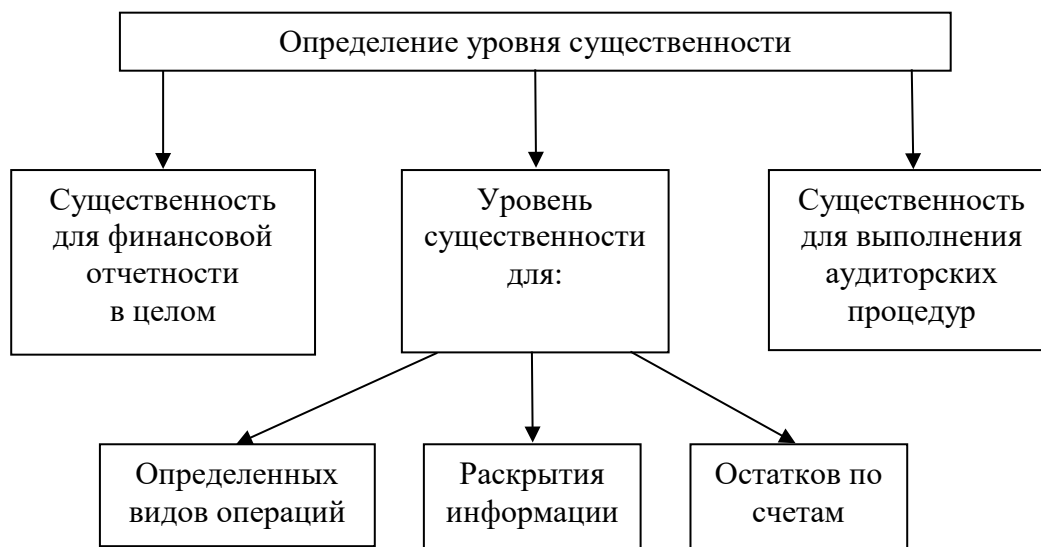 Определение уровня существенности
Существенность
для финансовой
отчетности
в целом
Уровень
существенности
для:
Существенность
для выполнения
аудиторских
процедур
Определенных
видов операций
Раскрытия
информации
Остатков по
счетам